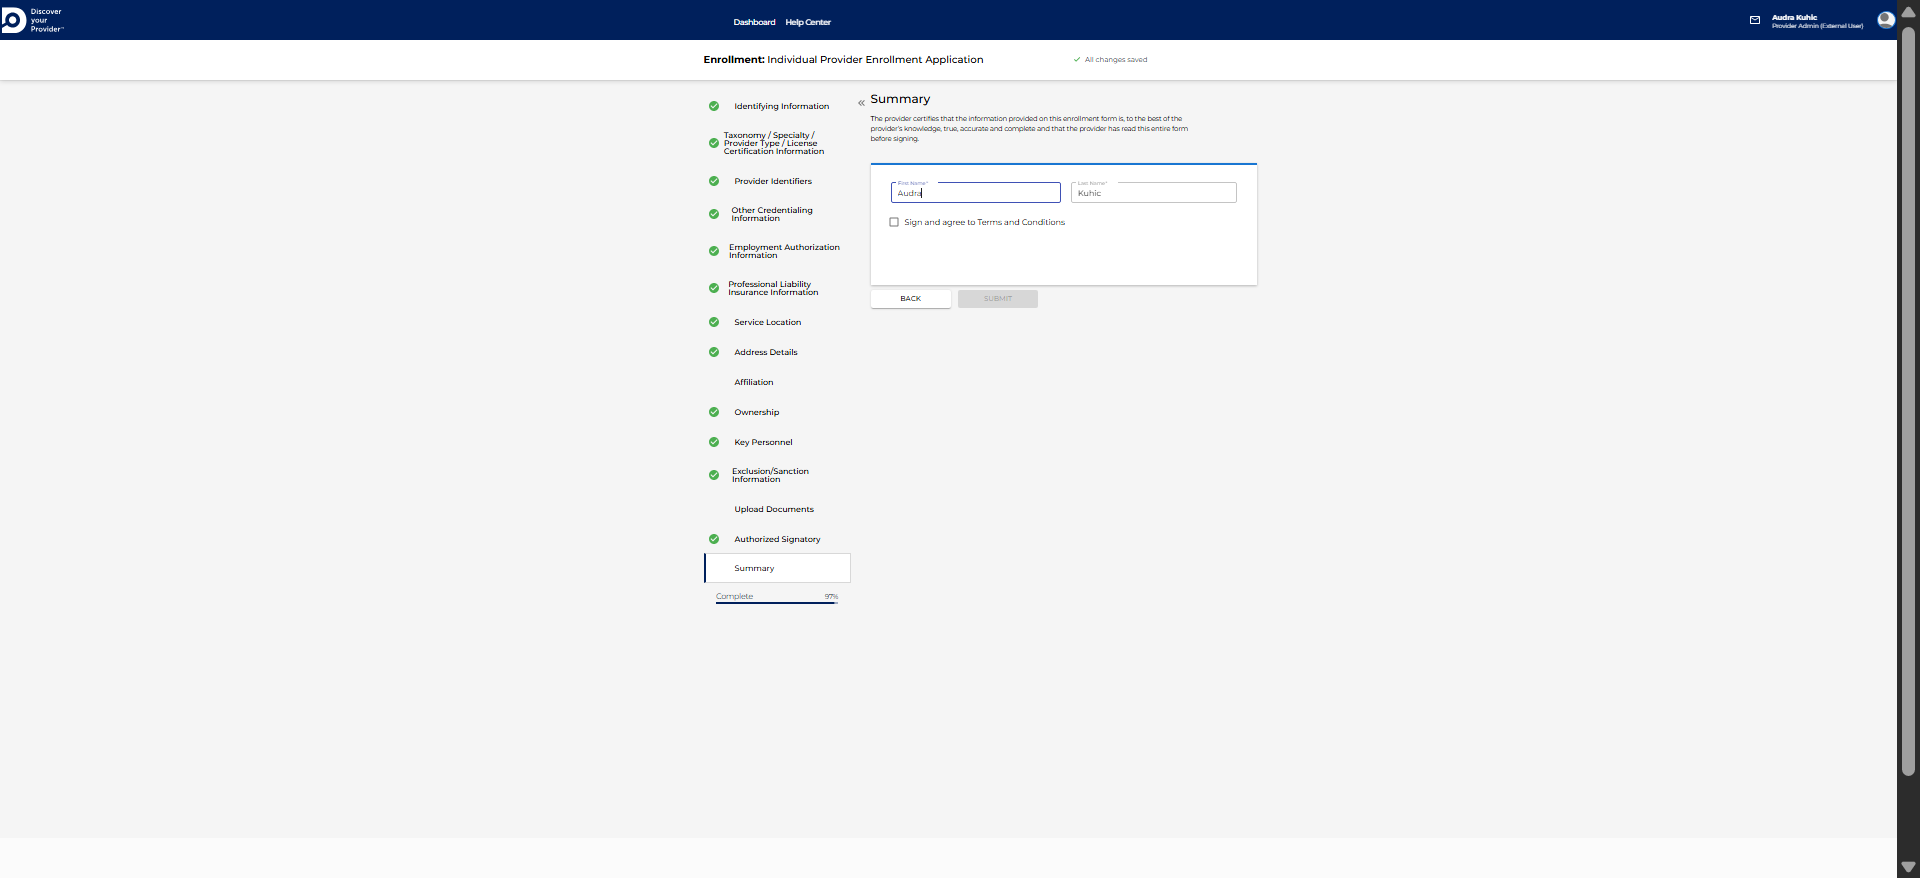 Discover
your
Provider™
Dashboard
Help Center
Audra Kuhic
Provider Admin (External User)
Enrollment: Individual Provider Enrollment Application
All changes saved
Identifying Information
Taxonomy / Specialty /
Provider Type / License
Certification Information
Provider Identifiers
Other Credentialing
Information
Employment Authorization
Information
Professional Liability
Insurance Information
Service Location
Address Details
Affiliation
Ownership
Key Personnel
Exclusion/Sanction
Information
Upload Documents
Authorized Signatory
Summary
Complete 97%
«
Summary
The provider certifies that the information provided on this enrollment form is, to the best of the
provider's knowledge, true, accurate and complete and that the provider has read this entire form
before signing.
First Name*
Audra
Last Name*
Kuhic
Sign and agree to Terms and Conditions
BACK
SUBMIT